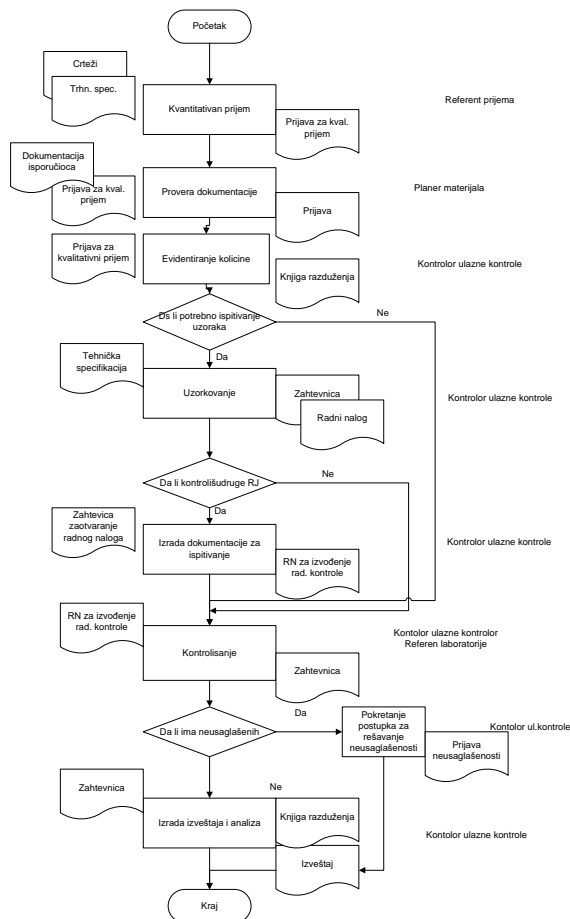 Početak
Crteži
Trhn. spec.
Kvantitativan prijem
Prijava za kval.
prijem
Referent prijema
Dokumentacija
isporučioca
Prijava za kval.
prijem
Provera dokumentacije
Prijava
Planer materijala
Prijava za
kvalitativni prijem
Evidentiranje kolicine
Knjiga razduženja
Kontrolor ulazne kontrole
Ds li potrebno ispitivanje
uzoraka
Ne
Da
Tehnička
specifikacija
Uzorkovanje
Zahtevnica
Radni nalog
Kontrolor ulazne kontrole
Da li kontrolišudruge RJ
Ne
Da
Zahtevica
zaotvaranje
radnog naloga
Izrada dokumentacije za
ispitivanje
RN za izvođenje
rad. kontrole
Kontrolor ulazne kontrole
RN za izvođenje
rad. kontrole
Kontrolisanje
Zahtevnica
Kontolor ulazne kontrolor
Referen laboratorije
Da li ima neusaglašenih
Da
Pokretanje
postupka za
rešavanje
neusaglašenosti
Prijava
neusaglašenosti
Kontolor ul.kontrole
Ne
Zahtevnica
Izrada izveštaja i analiza
Knjiga razduženja
Izveštaj
Kontolor ulazne kontrole
Kraj